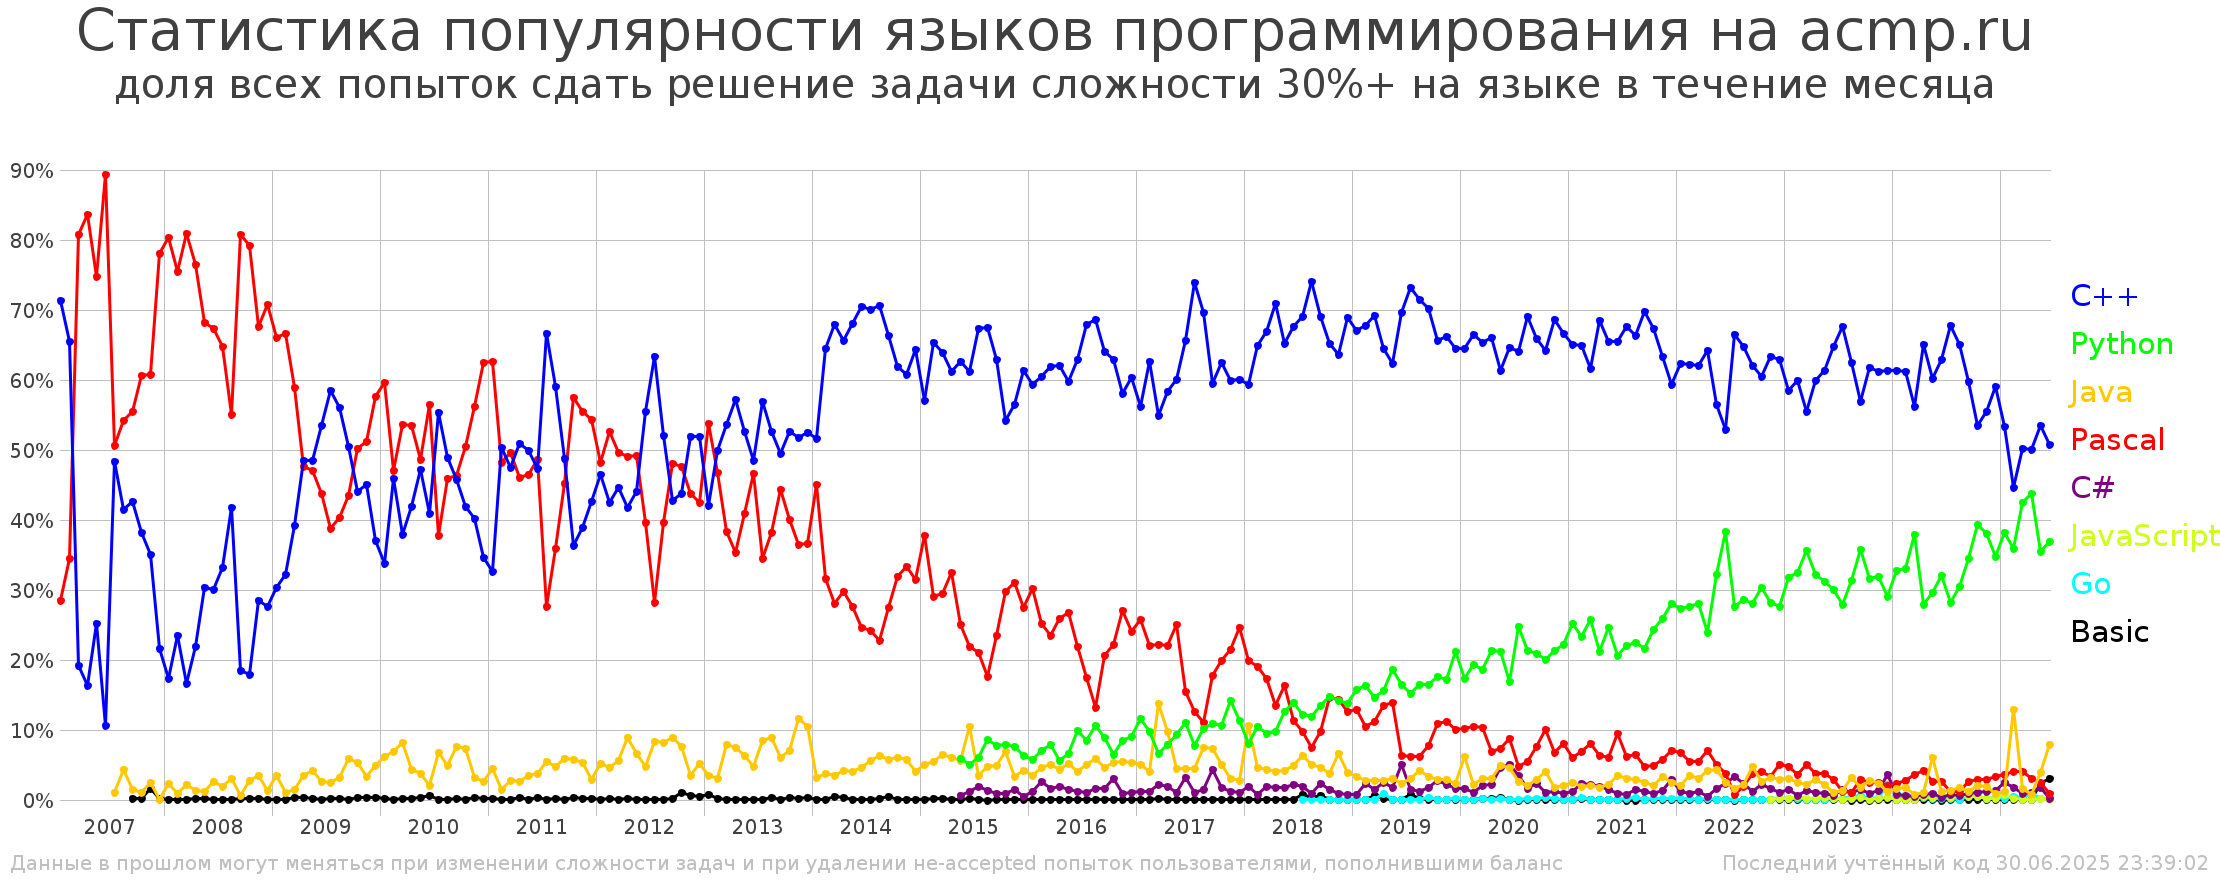 Статистика популярности языков программирования на acmp.ru
доля всех попыток сдать решение задачи сложности 30%+ на языке в течение месяца
90%
80%
70%
60%
50%
40%
30%
20%
10%
0%
C++
Python
Java
Pascal
C#
JavaScript
Go
Basic
2007 2008 2009 2010 2011 2012 2013 2014 2015 2016 2017 2018 2019 2020 2021 2022 2023 2024
Данные в прошлом могут меняться при изменении сложности задач и при удалении не-accepted попыток пользователями, пополнившими баланс
Последний учтённый код 30.06.2025 23:39:02